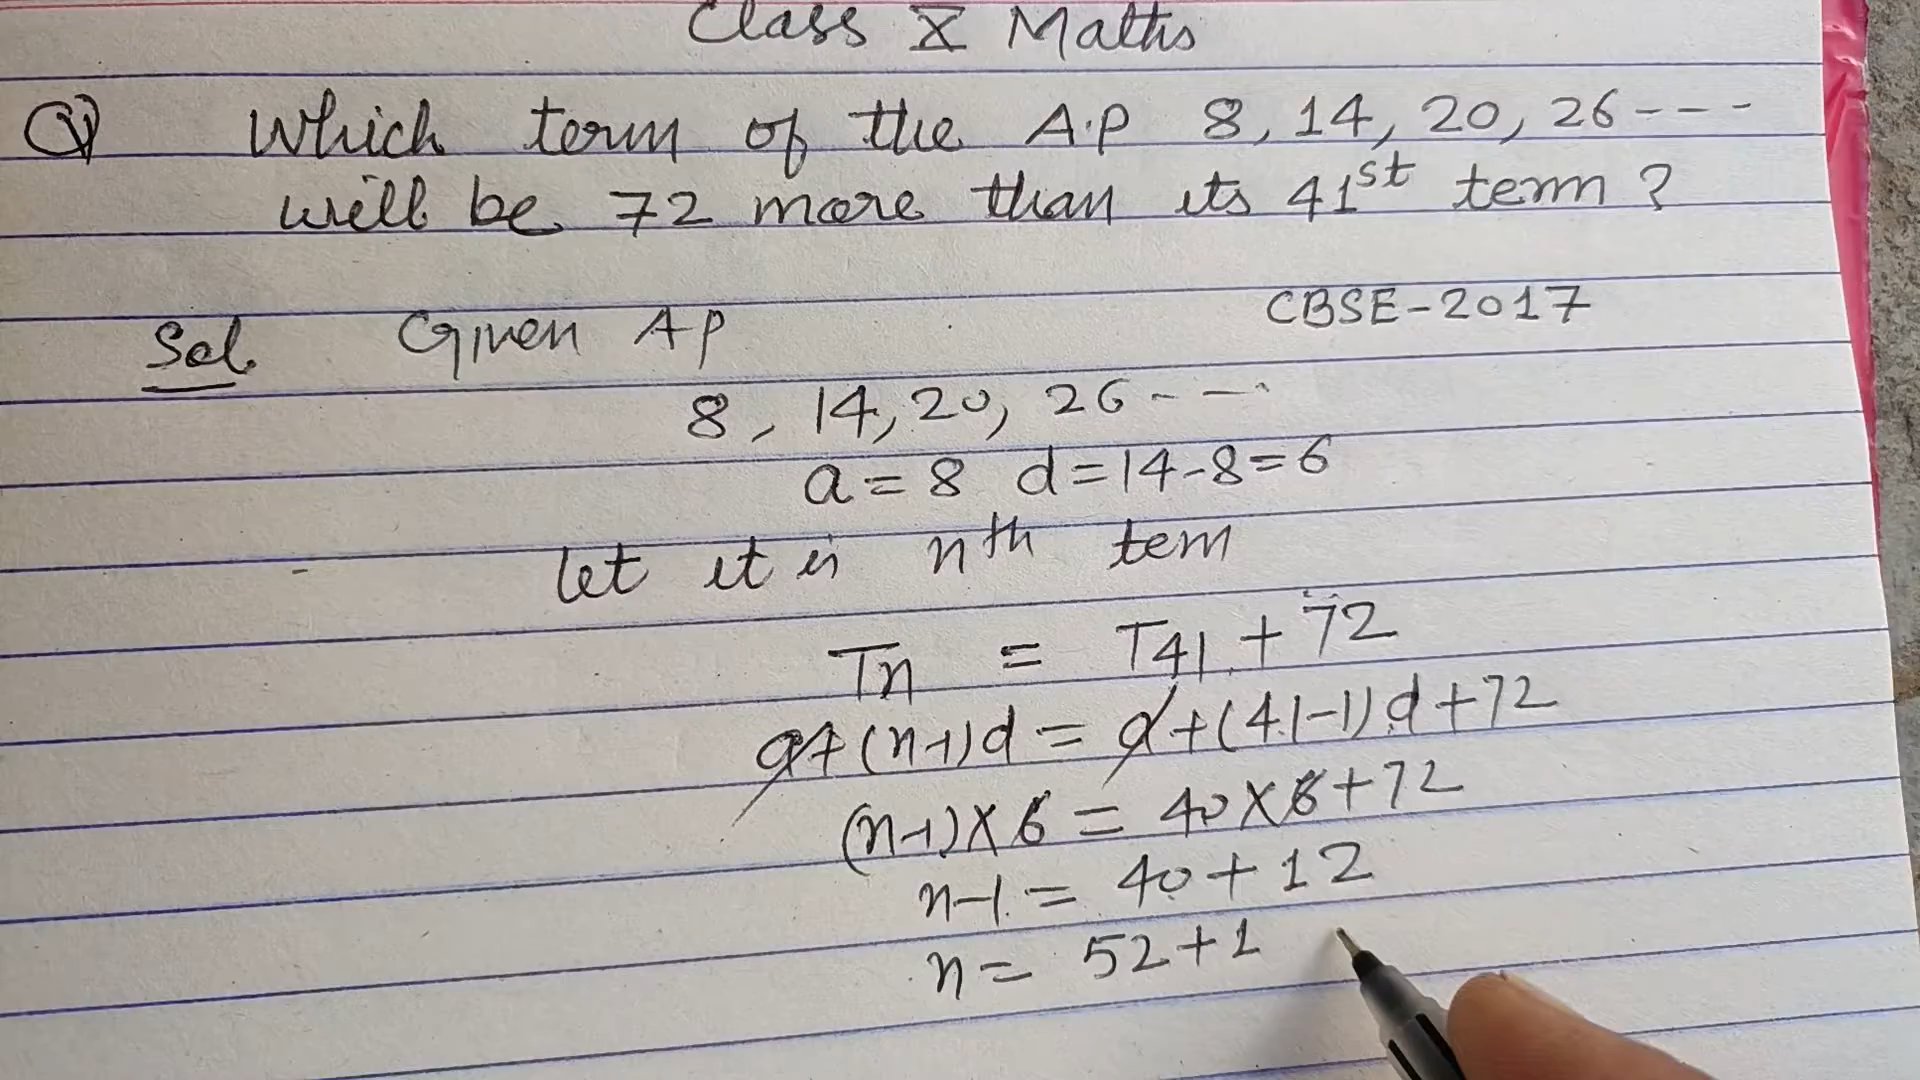 Class X Maths
Q) Which term of the A.P 8, 14, 20, 26 - - -
will be 72 more than its 41st term ?
CBSE-2017
Sol. Given AP
8, 14, 20, 26 - - -
a = 8 d = 14-8 = 6
let it is nth tem
Tn = T41 + 72
a+(n-1)d = a+(41-1)d+72
(n-1)×6 = 40×6+72
n-1 = 40+12
n = 52+1